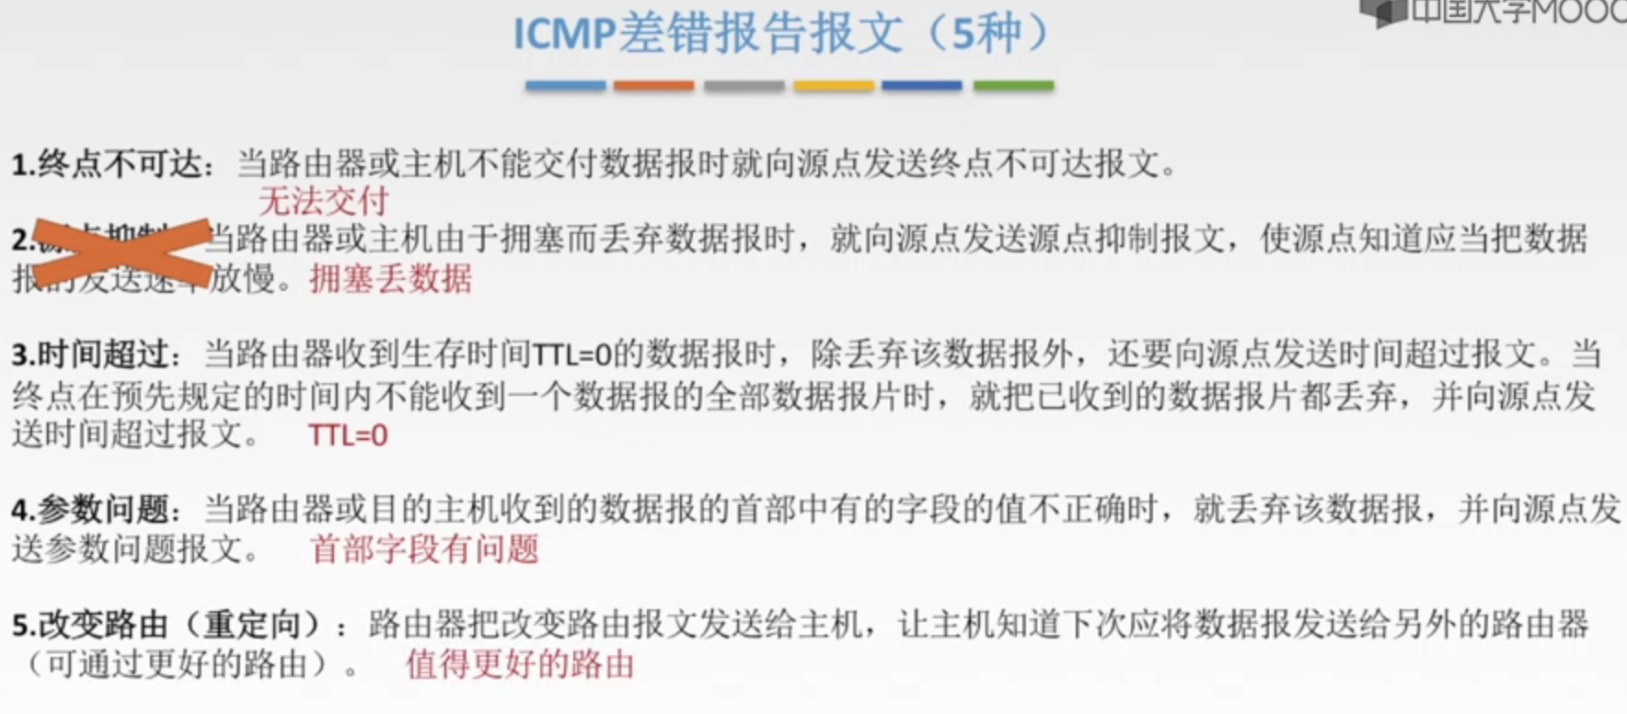 中国大学MOOC
ICMP差错报告报文（5种）
1.终点不可达：当路由器或主机不能交付数据报时就向源点发送终点不可达报文。
无法交付
2. 当路由器或主机由于拥塞而丢弃数据报时，就向源点发送源点抑制报文，使源点知道应当把数据
报的发送速 放慢。拥塞丢数据
3.时间超过：当路由器收到生存时间TTL=0的数据报时，除丢弃该数据报外，还要向源点发送时间超过报文。当
终点在预先规定的时间内不能收到一个数据报的全部数据报片时，就把已收到的数据报片都丢弃，并向源点发
送时间超过报文。 TTL=0
4.参数问题：当路由器或目的主机收到的数据报的首部中有的字段的值不正确时，就丢弃该数据报，并向源点发
送参数问题报文。 首部字段有问题
5.改变路由（重定向）：路由器把改变路由报文发送给主机，让主机知道下次应将数据报发送给另外的路由器
（可通过更好的路由）。 值得更好的路由